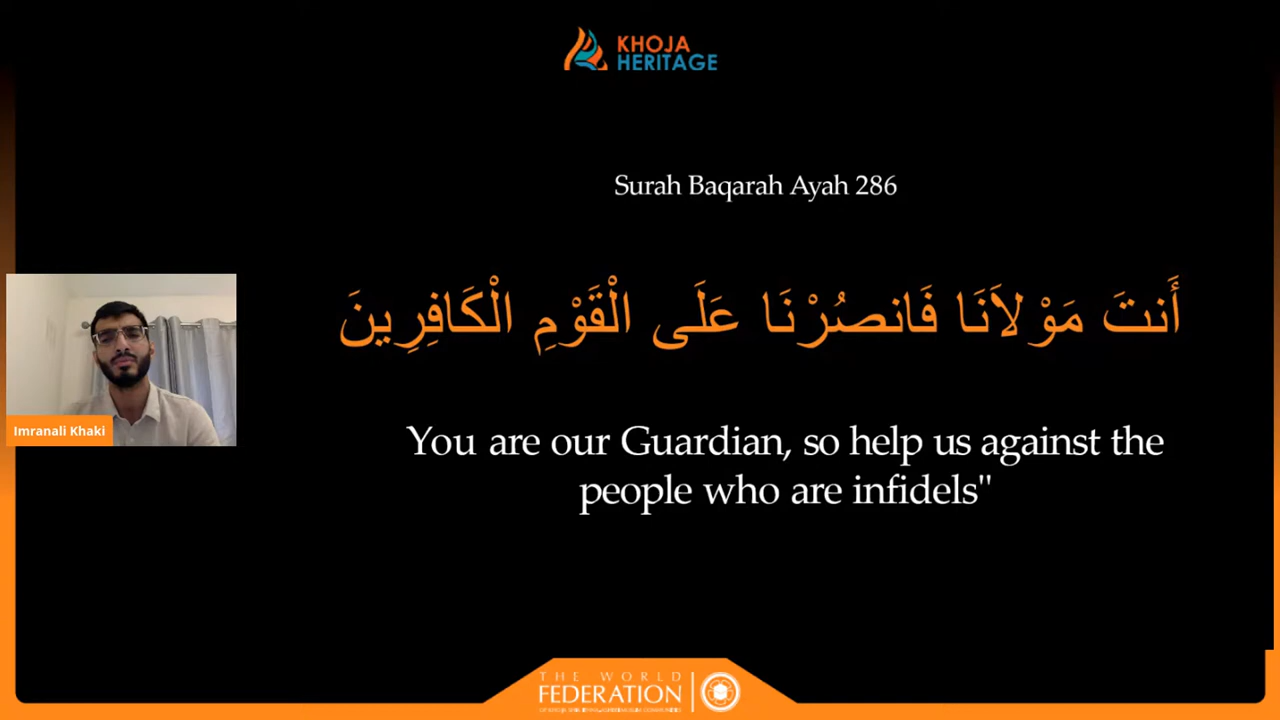 KHOJA
HERITAGE
Surah Baqarah Ayah 286
أَنتَ مَوْلاَنَا فَانصُرْنَا عَلَى الْقَوْمِ الْكَافِرِينَ
Imranali Khaki
You are our Guardian, so help us against the
people who are infidels"
THE WORLD
FEDERATION